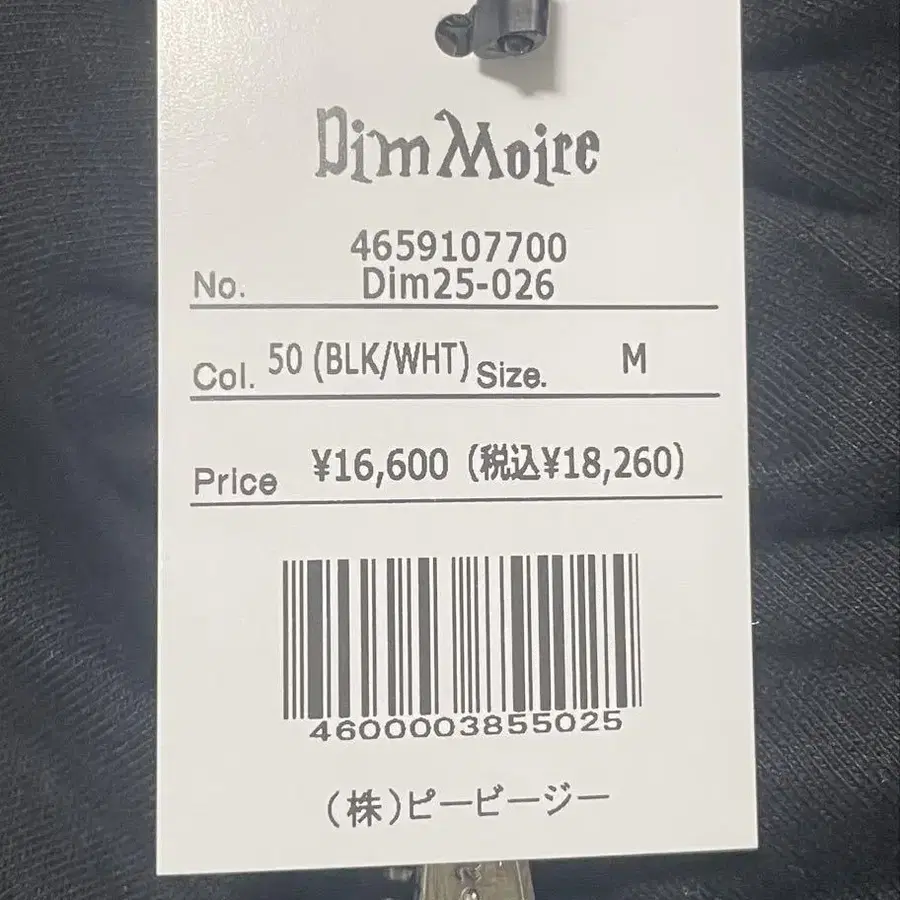 Dim Moire
4659107700
No. Dim25-026
Col. 50 (BLK/WHT) Size. M
Price ¥16,600 (税込¥18,260)
4600003855025
(株)ピービージー